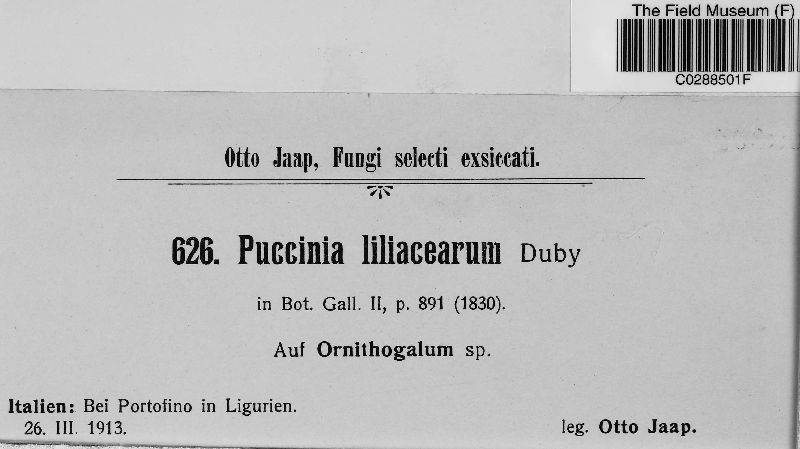 The Field Museum (F)
C0288501F
Otto Jaap, Fungi selecti exsiccati.
626. Puccinia liliacearum Duby
in Bot. Gall. II, p. 891 (1830).
Auf Ornithogalum sp.
Italien: Bei Portofino in Ligurien.
26. III. 1913.
leg. Otto Jaap.